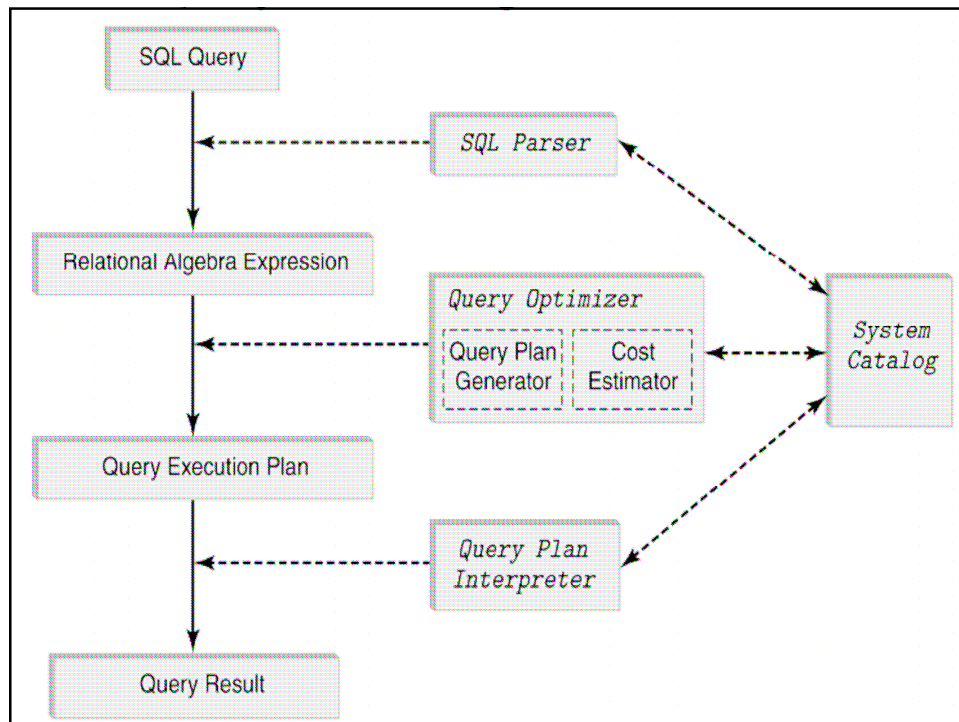 SQL Query
SQL Parser
Relational Algebra Expression
Query Optimizer
Query Plan
Generator
Cost
Estimator
System
Catalog
Query Execution Plan
Query Plan
Interpreter
Query Result